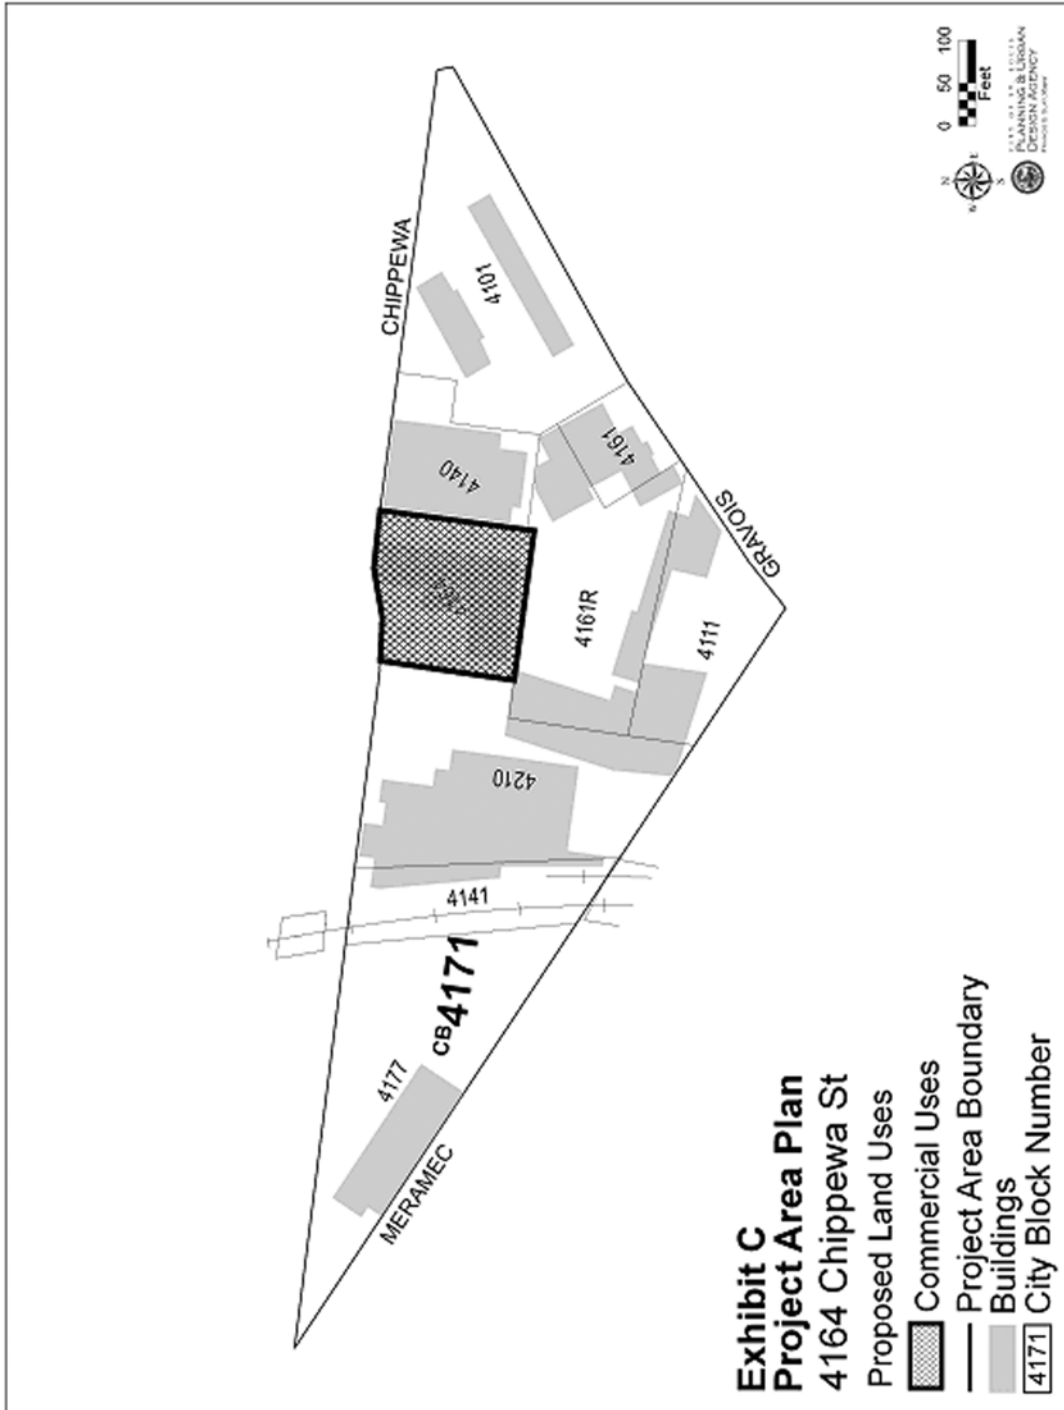 CHIPPEWA
4101
4140
4161
GRAVOIS
4161R
4111
4210
4141
CB4171
4177
MERAMEC
Exhibit C
Project Area Plan
4164 Chippewa St
Proposed Land Uses
Commercial Uses
Project Area Boundary
Buildings
4171 City Block Number
N
E
S
W
0 50 100
Feet
PLANNING & URBAN
DESIGN AGENCY